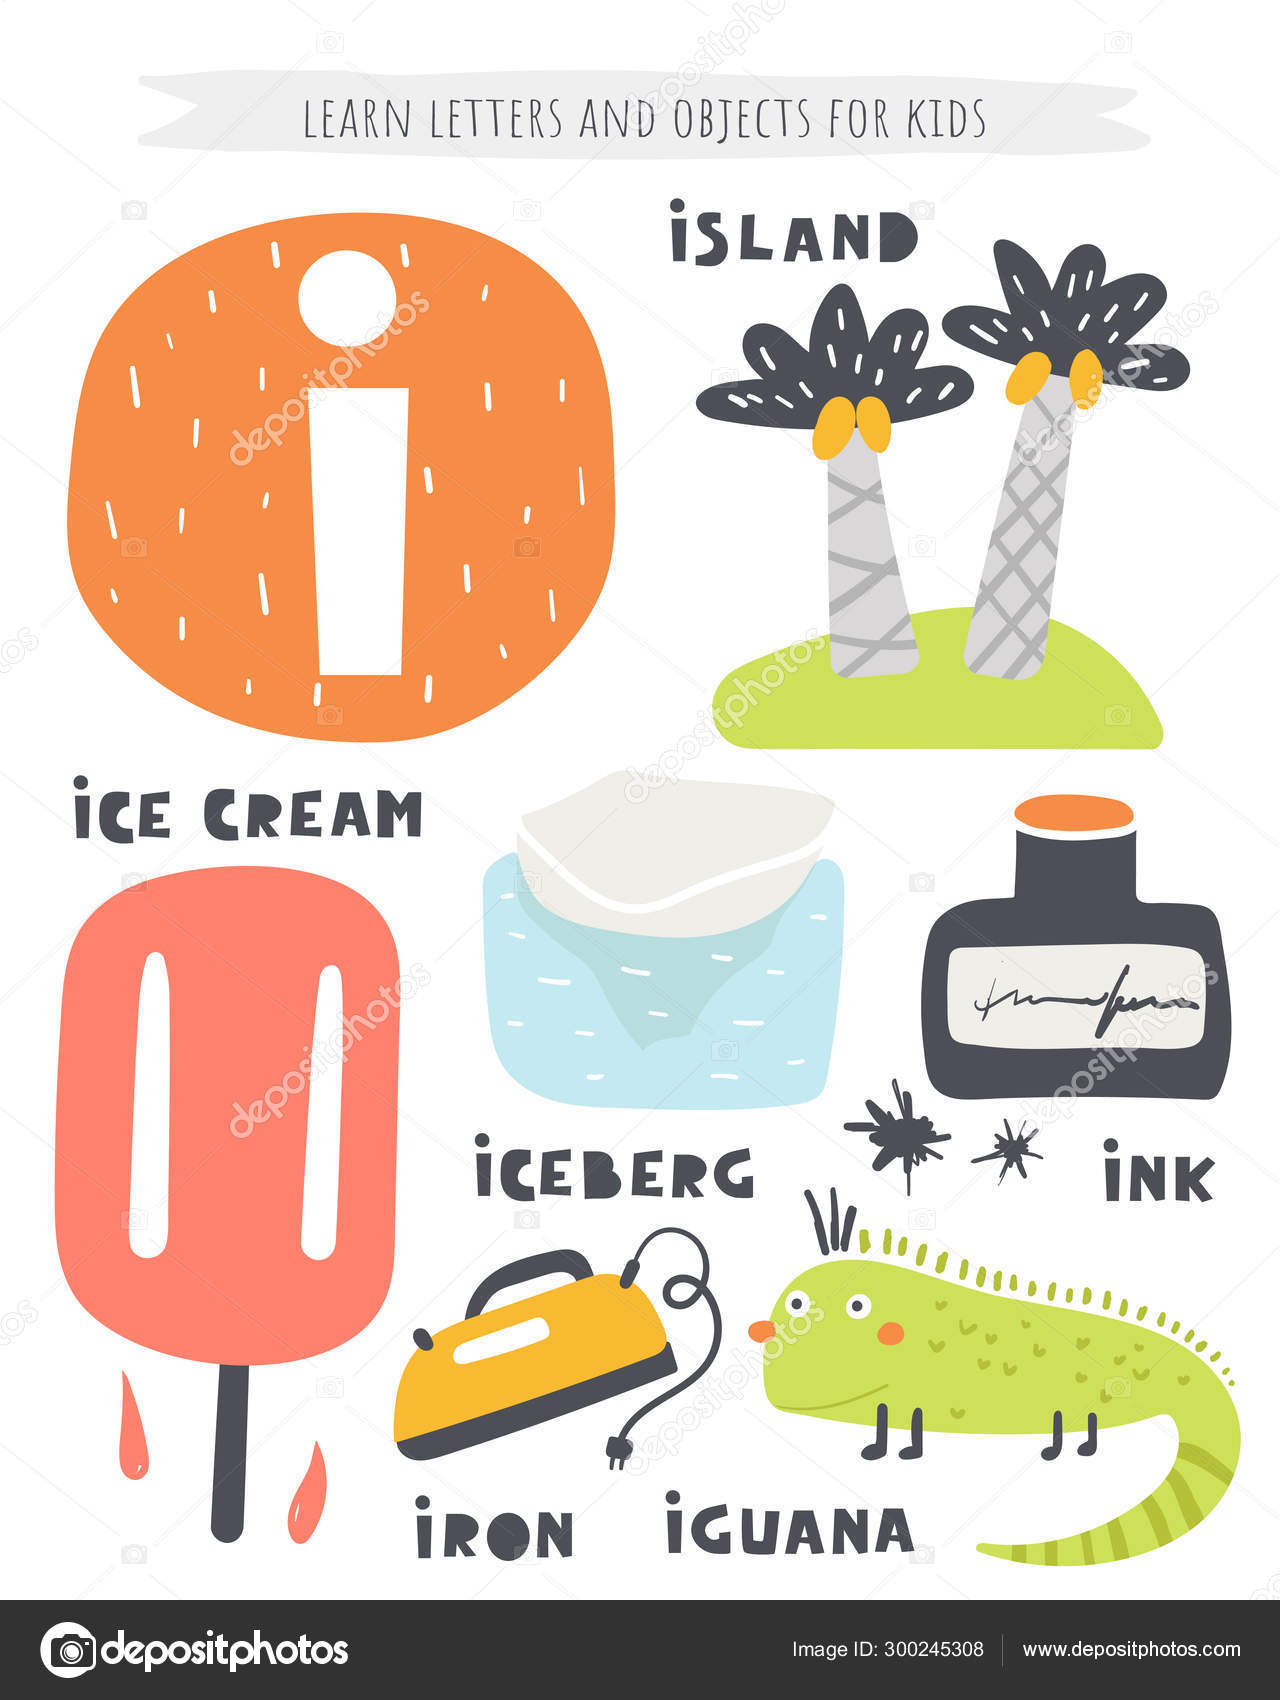 LEARN LETTERS AND OBJECTS FOR KIDS
i
iSLAND
iCE CREAM
iCEBERG
iNK
iRON
iGUANA
depositphotos
Image ID: 300245308
www.depositphotos.com